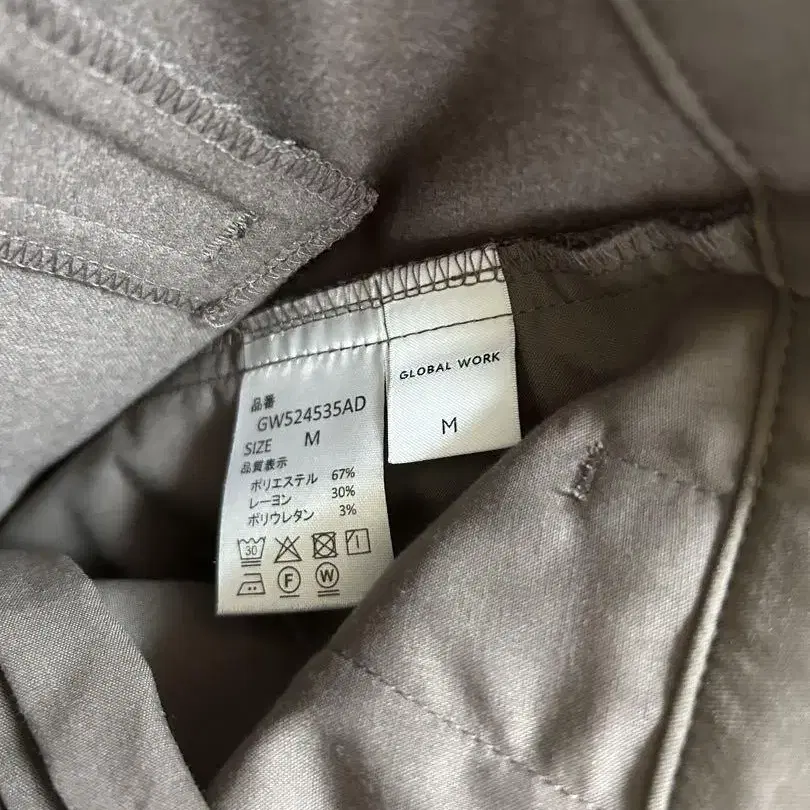 品番
GW524535AD
SIZE M
品質表示
ポリエステル 67%
レーヨン 30%
ポリウレタン 3%
30
F W
GLOBAL WORK
M